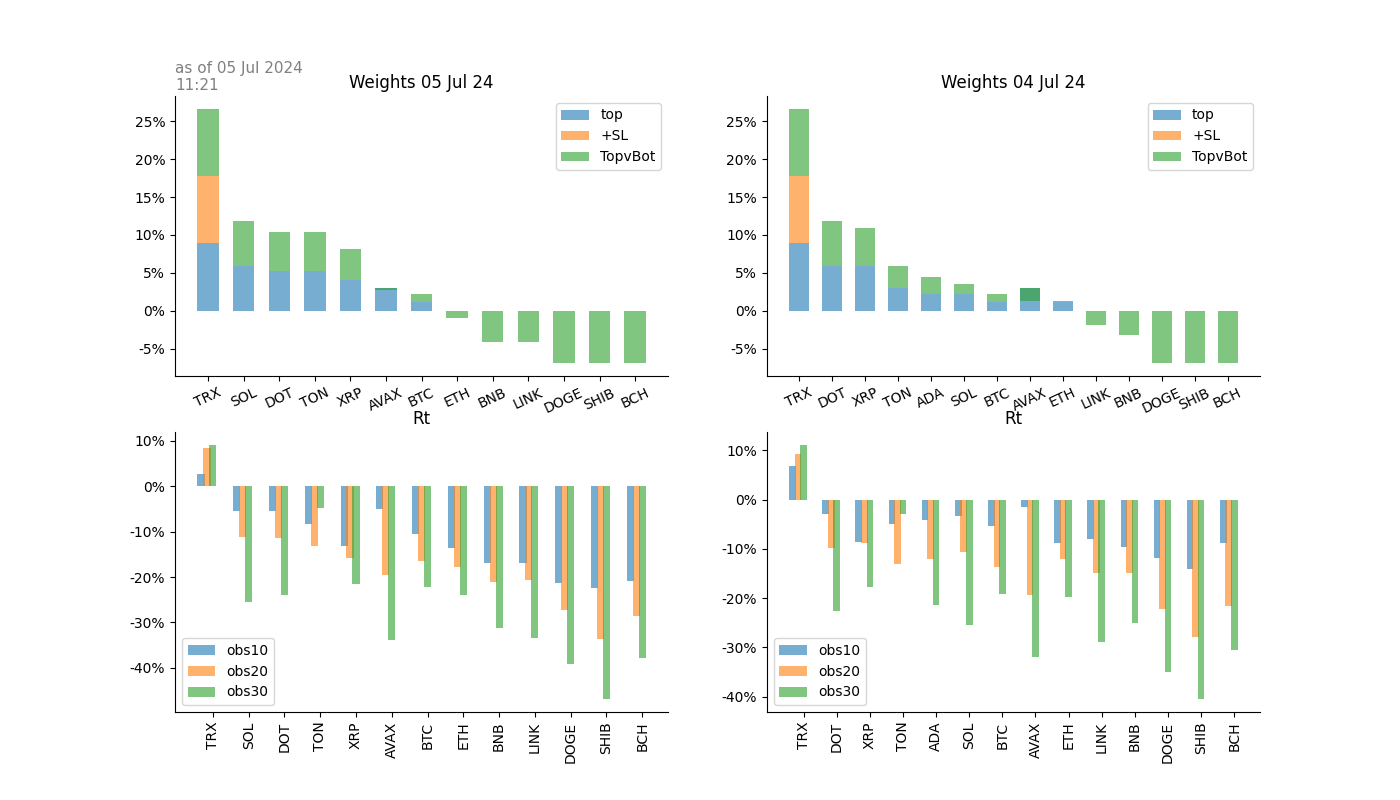 as of 05 Jul 2024
11:21
Weights 05 Jul 24
25%
20%
15%
10%
5%
0%
-5%
top
+SL
TopvBot
TRX SOL DOT TON XRP AVAX BTC ETH BNB LINK DOGE SHIB BCH
Weights 04 Jul 24
25%
20%
15%
10%
5%
0%
-5%
top
+SL
TopvBot
TRX DOT XRP TON ADA SOL BTC AVAX ETH LINK BNB DOGE SHIB BCH
Rt
10%
0%
-10%
-20%
-30%
-40%
obs10
obs20
obs30
TRX SOL DOT TON XRP AVAX BTC ETH BNB LINK DOGE SHIB BCH
Rt
10%
0%
-10%
-20%
-30%
-40%
obs10
obs20
obs30
TRX DOT XRP TON ADA SOL BTC AVAX ETH LINK BNB DOGE SHIB BCH